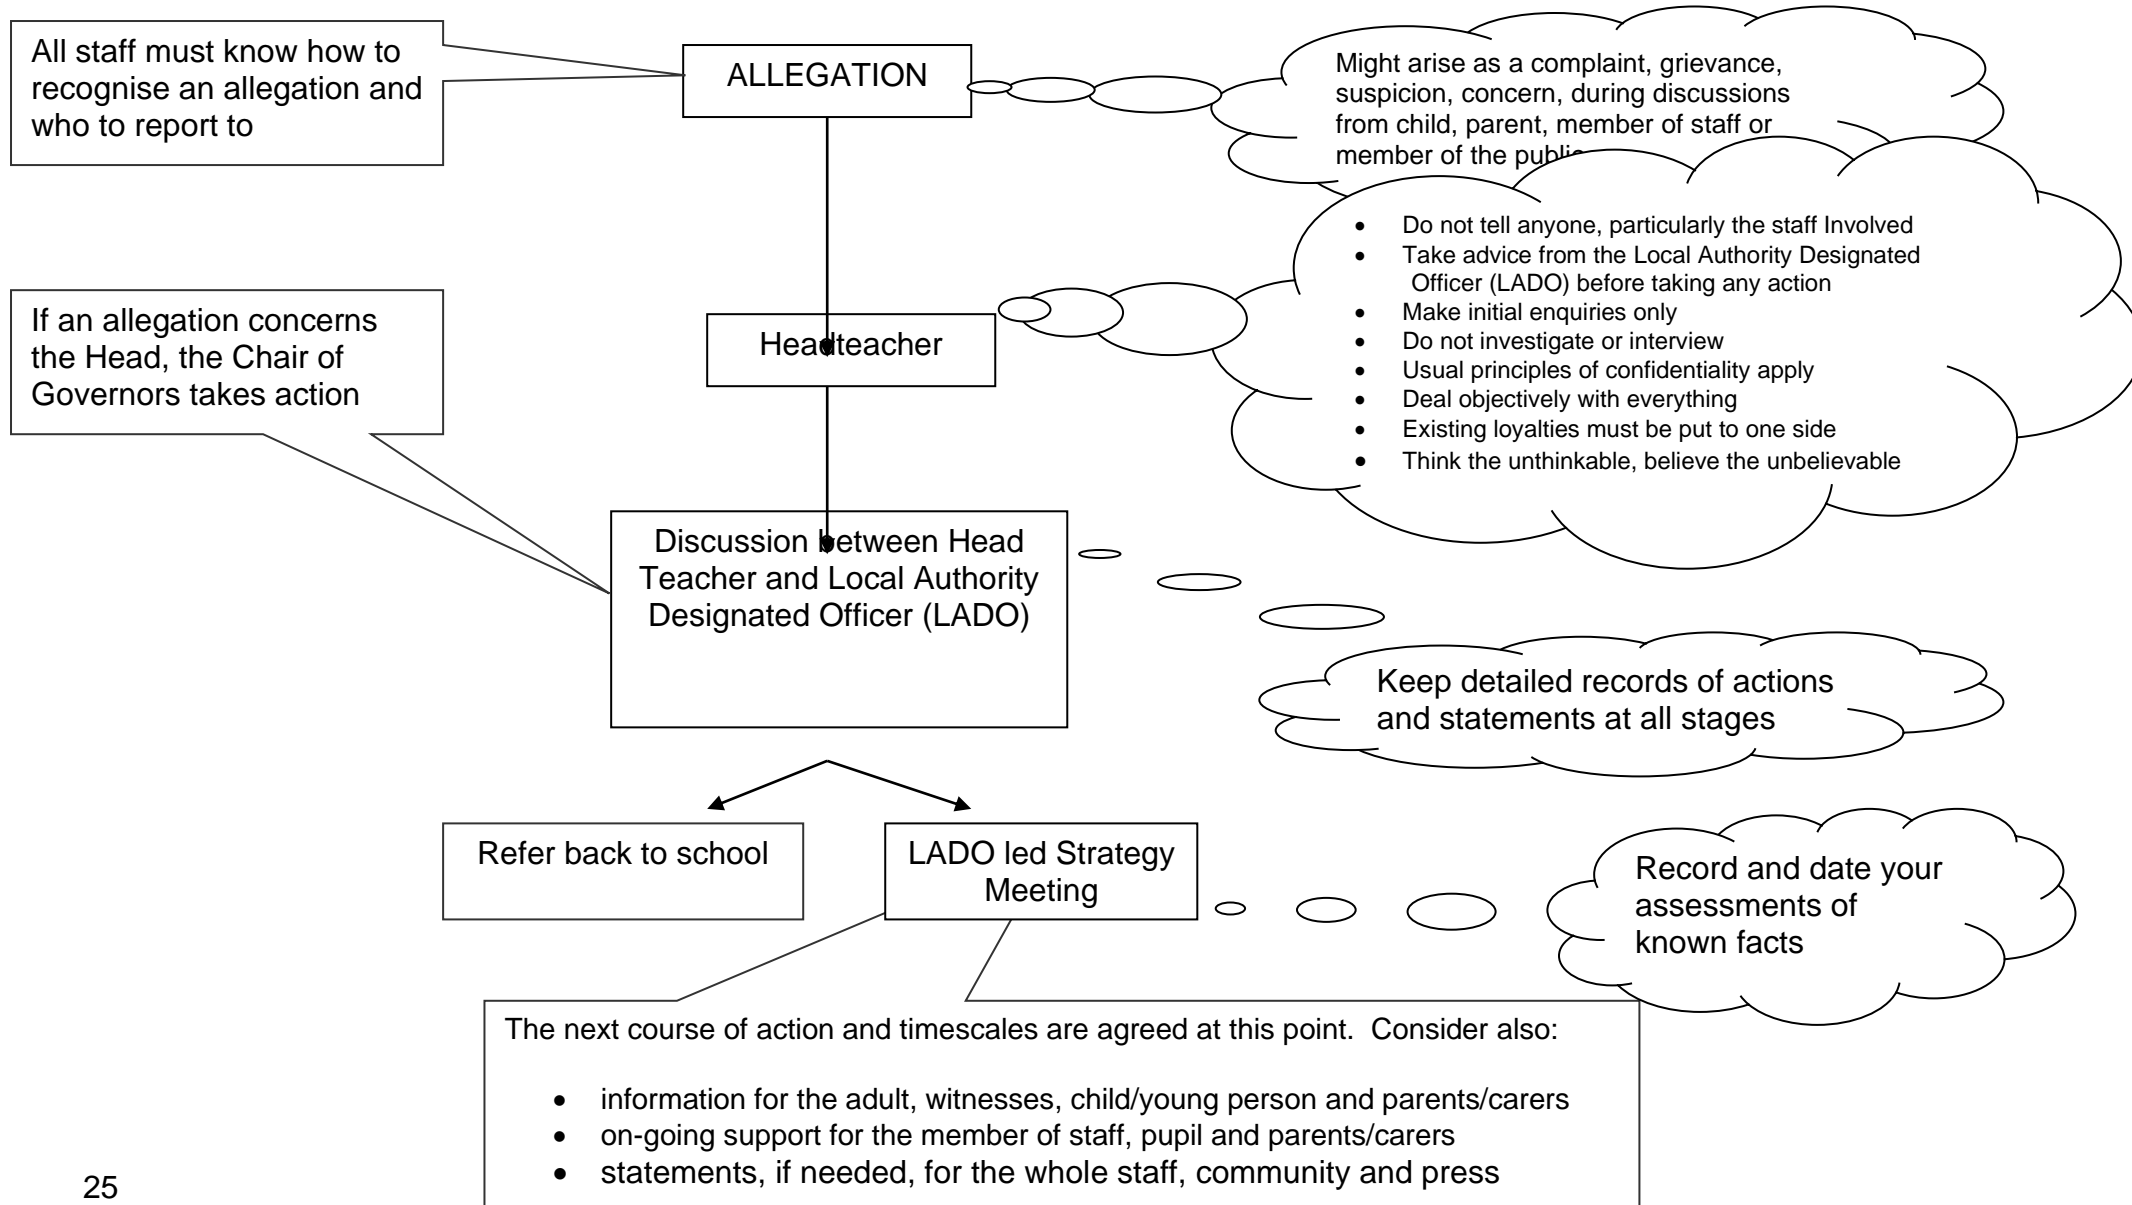 All staff must know how to
recognise an allegation and
who to report to
ALLEGATION
Might arise as a complaint, grievance,
suspicion, concern, during discussions
from child, parent, member of staff or
member of the public
• Do not tell anyone, particularly the staff Involved
• Take advice from the Local Authority Designated
Officer (LADO) before taking any action
• Make initial enquiries only
• Do not investigate or interview
• Usual principles of confidentiality apply
• Deal objectively with everything
• Existing loyalties must be put to one side
• Think the unthinkable, believe the unbelievable
If an allegation concerns
the Head, the Chair of
Governors takes action
Headteacher
Discussion between Head
Teacher and Local Authority
Designated Officer (LADO)
Keep detailed records of actions
and statements at all stages
Refer back to school
LADO led Strategy
Meeting
Record and date your
assessments of
known facts
The next course of action and timescales are agreed at this point.  Consider also:
• information for the adult, witnesses, child/young person and parents/carers
• on-going support for the member of staff, pupil and parents/carers
• statements, if needed, for the whole staff, community and press
25